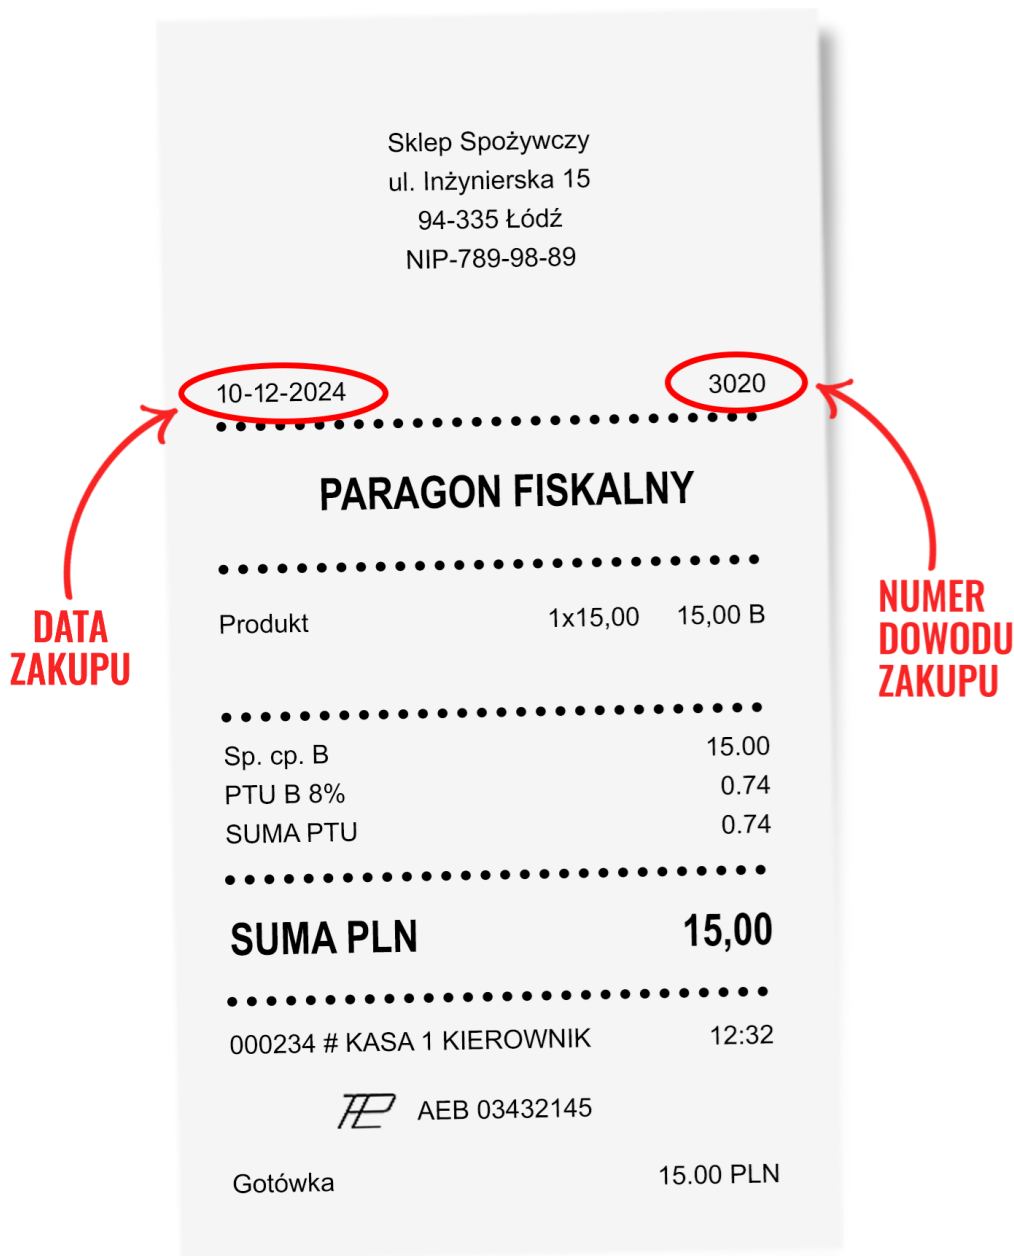 Sklep Spożywczy
ul. Inżynierska 15
94-335 Łódź
NIP-789-98-89
10-12-2024 3020
PARAGON FISKALNY
Produkt 1x15,00 15,00 B
DATA
ZAKUPU
NUMER
DOWODU
ZAKUPU
Sp. cp. B 15.00
PTU B 8% 0.74
SUMA PTU 0.74
SUMA PLN 15,00
000234 # KASA 1 KIEROWNIK 12:32
AEB 03432145
Gotówka 15.00 PLN